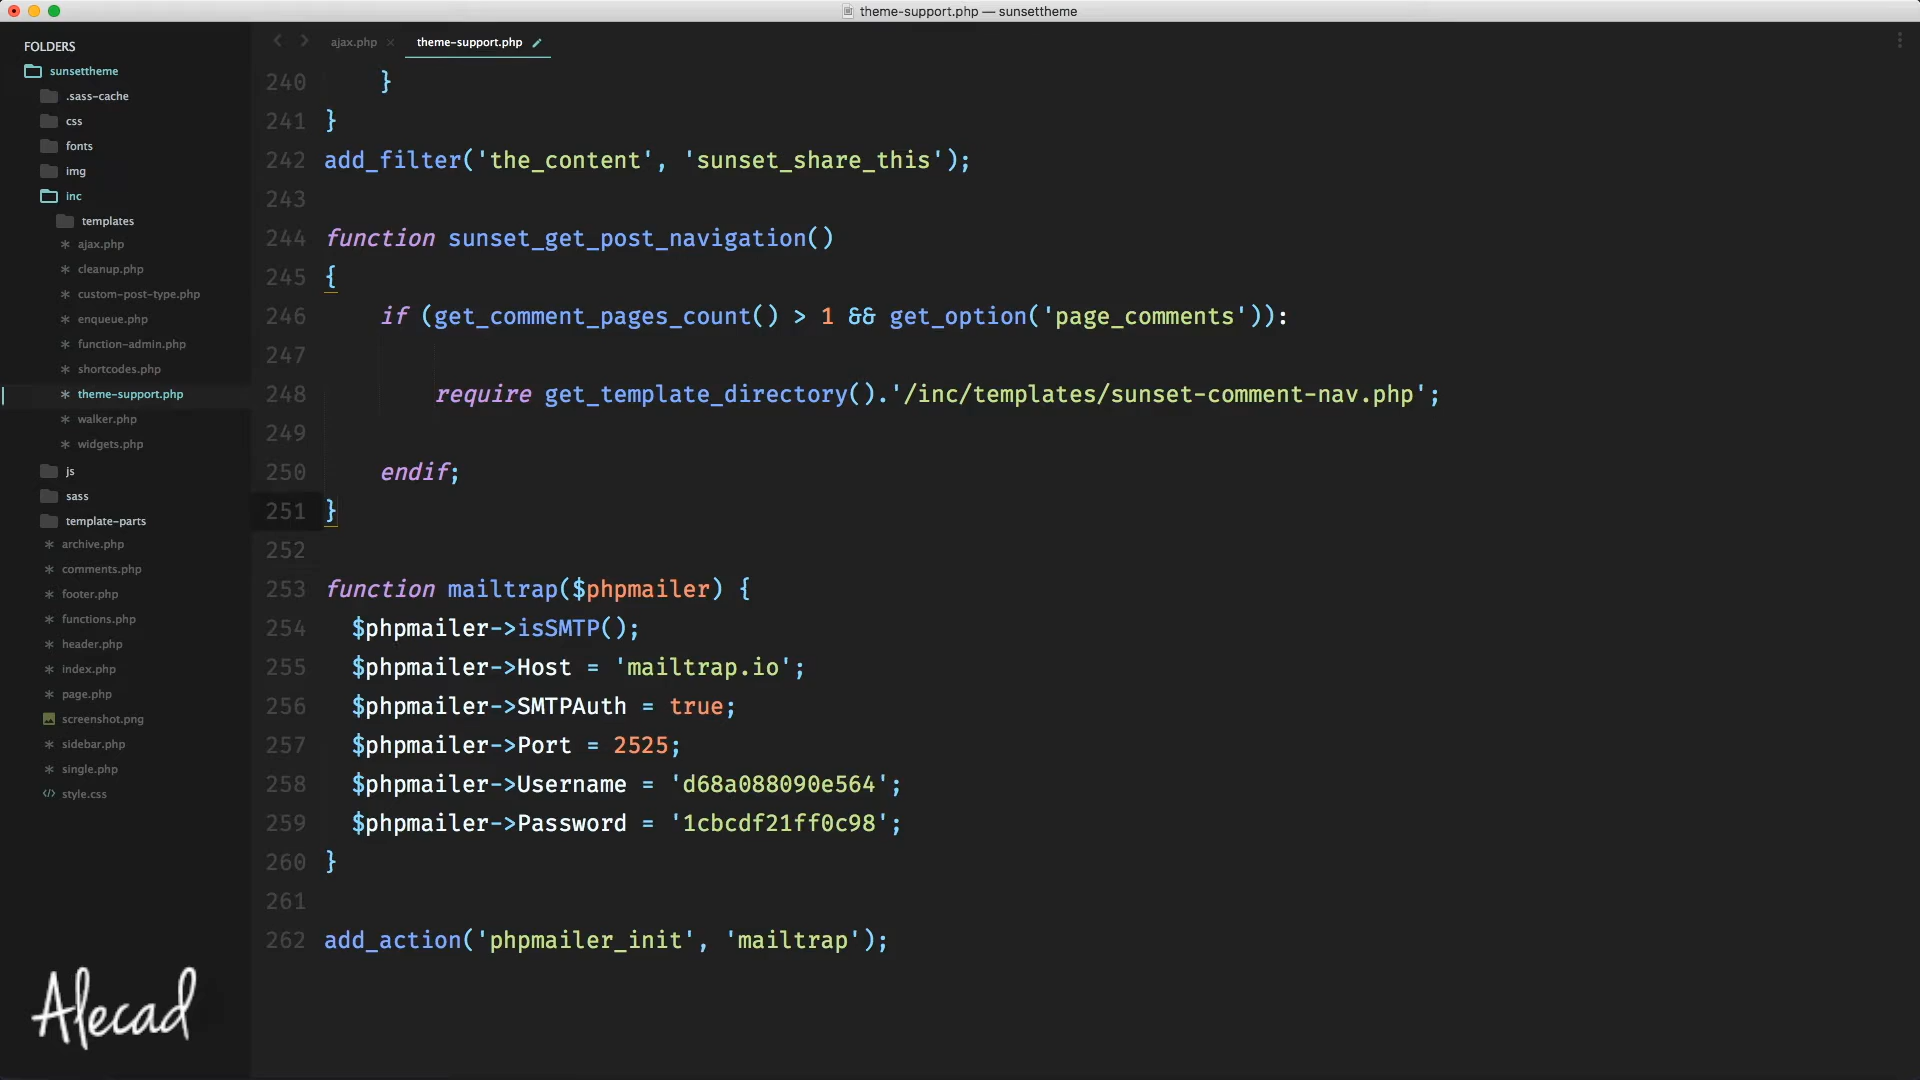 theme-support.php — sunsettheme
FOLDERS
sunsettheme
.sass-cache
css
fonts
img
inc
templates
ajax.php
cleanup.php
custom-post-type.php
enqueue.php
function-admin.php
shortcodes.php
theme-support.php
walker.php
widgets.php
js
sass
template-parts
archive.php
comments.php
footer.php
functions.php
header.php
index.php
page.php
screenshot.png
sidebar.php
single.php
style.css
Alecad
ajax.php × theme-support.php
240 }
241 }
242 add_filter('the_content', 'sunset_share_this');
243
244 function sunset_get_post_navigation()
245 {
246 if (get_comment_pages_count() > 1 && get_option('page_comments')):
247
248 require get_template_directory().'/inc/templates/sunset-comment-nav.php';
249
250 endif;
251 }
252
253 function mailtrap($phpmailer) {
254 $phpmailer->isSMTP();
255 $phpmailer->Host = 'mailtrap.io';
256 $phpmailer->SMTPAuth = true;
257 $phpmailer->Port = 2525;
258 $phpmailer->Username = 'd68a088090e564';
259 $phpmailer->Password = '1cbcdf21ff0c98';
260 }
261
262 add_action('phpmailer_init', 'mailtrap');